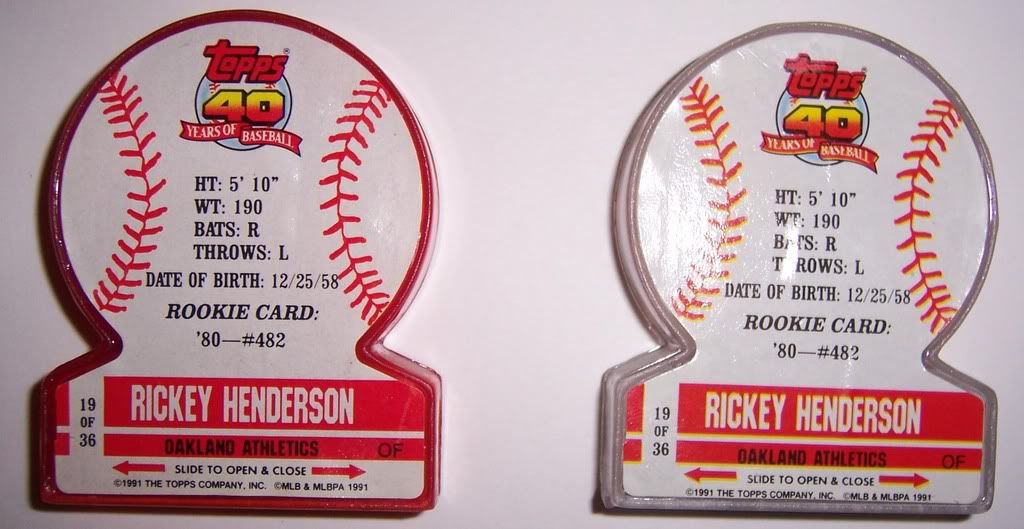 Topps
40
YEARS OF BASEBALL
HT: 5' 10"
WT: 190
BATS: R
THROWS: L
DATE OF BIRTH: 12/25/58
ROOKIE CARD:
'80—#482
19
OF
36
RICKEY HENDERSON
OAKLAND ATHLETICS OF
SLIDE TO OPEN & CLOSE
©1991 THE TOPPS COMPANY, INC. ©MLB & MLBPA 1991
Topps
40
YEARS OF BASEBALL
HT: 5' 10"
WT: 190
BATS: R
THROWS: L
DATE OF BIRTH: 12/25/58
ROOKIE CARD:
'80—#482
19
OF
36
RICKEY HENDERSON
OAKLAND ATHLETICS OF
SLIDE TO OPEN & CLOSE
©1991 THE TOPPS COMPANY, INC. ©MLB & MLBPA 1991